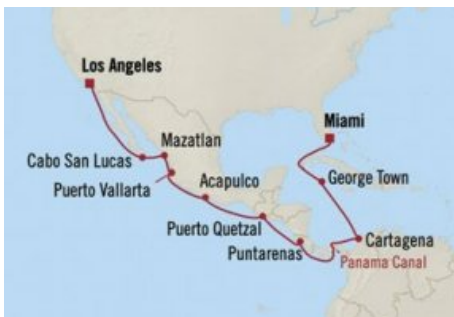 Los Angeles
Miami
Mazatlan
Cabo San Lucas
George Town
Puerto Vallarta
Acapulco
Puerto Quetzal
Cartagena
Puntarenas
Panama Canal